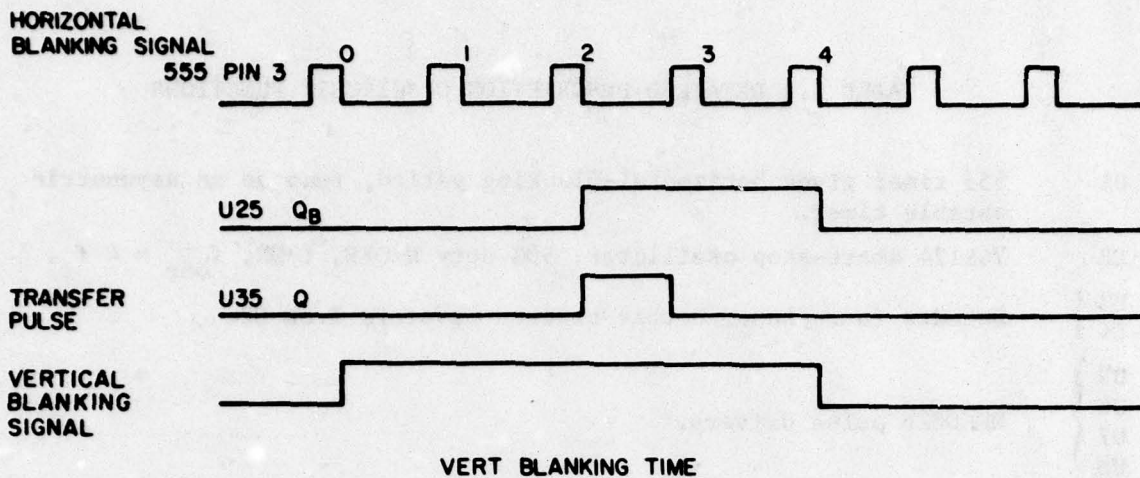 HORIZONTAL
BLANKING SIGNAL
0 1 2 3 4
555 PIN 3
U25 QB
TRANSFER
PULSE
U35 Q
VERTICAL
BLANKING
SIGNAL
VERT BLANKING TIME